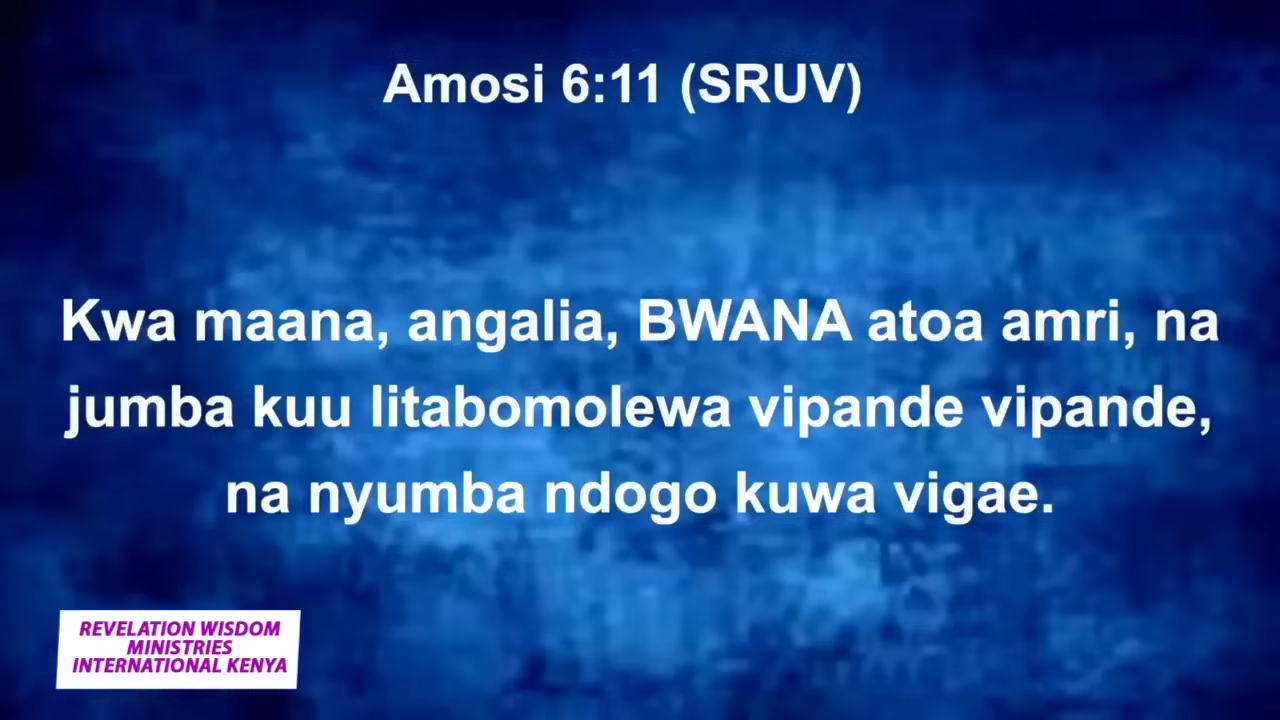 Amosi 6:11 (SRUV)
Kwa maana, angalia, BWANA atoa amri, na
jumba kuu litabomolewa vipande vipande,
na nyumba ndogo kuwa vigae.
REVELATION WISDOM
MINISTRIES
INTERNATIONAL KENYA